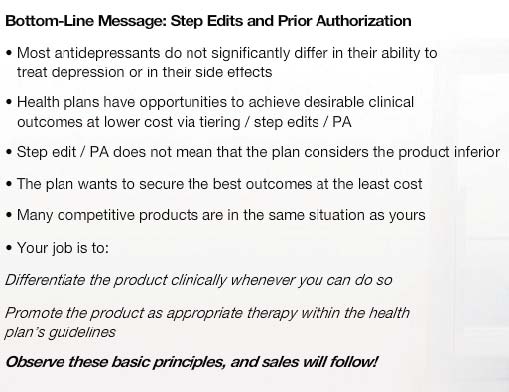 Bottom-Line Message: Step Edits and Prior Authorization
• Most antidepressants do not significantly differ in their ability to
treat depression or in their side effects
• Health plans have opportunities to achieve desirable clinical
outcomes at lower cost via tiering / step edits / PA
• Step edit / PA does not mean that the plan considers the product inferior
• The plan wants to secure the best outcomes at the least cost
• Many competitive products are in the same situation as yours
• Your job is to:
Differentiate the product clinically whenever you can do so
Promote the product as appropriate therapy within the health
plan's guidelines
Observe these basic principles, and sales will follow!